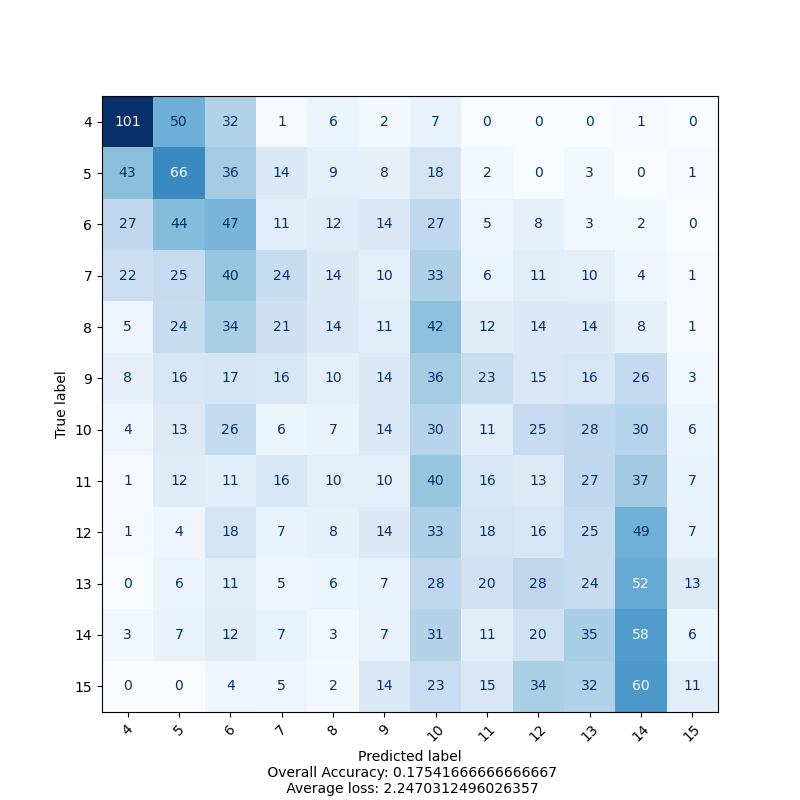 4 101 50 32 1 6 2 7 0 0 0 1 0
5 43 66 36 14 9 8 18 2 0 3 0 1
6 27 44 47 11 12 14 27 5 8 3 2 0
7 22 25 40 24 14 10 33 6 11 10 4 1
8 5 24 34 21 14 11 42 12 14 14 8 1
9 8 16 17 16 10 14 36 23 15 16 26 3
10 4 13 26 6 7 14 30 11 25 28 30 6
11 1 12 11 16 10 10 40 16 13 27 37 7
12 1 4 18 7 8 14 33 18 16 25 49 7
13 0 6 11 5 6 7 28 20 28 24 52 13
14 3 7 12 7 3 7 31 11 20 35 58 6
15 0 0 4 5 2 14 23 15 34 32 60 11
True label
4 5 6 7 8 9 10 11 12 13 14 15
Predicted label
Overall Accuracy: 0.17541666666666667
Average loss: 2.2470312496026357